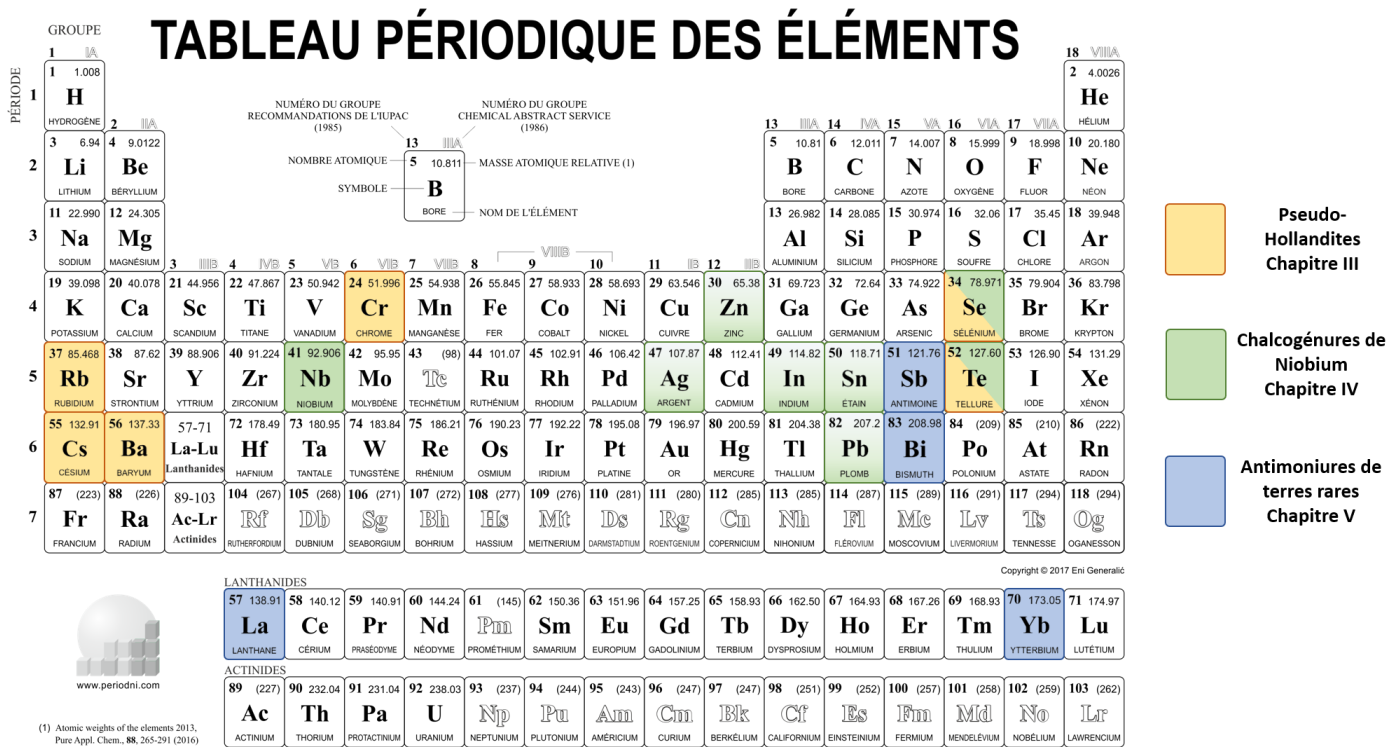 TABLEAU PÉRIODIQUE DES ÉLÉMENTS
GROUPE
PÉRIODE
1 IA
18 VIIIA
1
1 1.008
H
HYDROGÈNE
2 4.0026
He
HÉLIUM
NUMÉRO DU GROUPE
RECOMMANDATIONS DE L'IUPAC
(1985)
NUMÉRO DU GROUPE
CHEMICAL ABSTRACT SERVICE
(1986)
13 IIIA
NOMBRE ATOMIQUE
5 10.811
MASSE ATOMIQUE RELATIVE (1)
SYMBOLE
B
BORE
NOM DE L'ÉLÉMENT
2 IIA
13 IIIA 14 IVA 15 VA 16 VIA 17 VIIA
2
3 6.94 4 9.0122 5 10.81 6 12.011 7 14.007 8 15.999 9 18.998 10 20.180
Li Be B C N O F Ne
LITHIUM BÉRYLLIUM BORE CARBONE AZOTE OXYGÈNE FLUOR NÉON
3
11 22.990 12 24.305 13 26.982 14 28.085 15 30.974 16 32.06 17 35.45 18 39.948
Na Mg Al Si P S Cl Ar
SODIUM MAGNÉSIUM ALUMINIUM SILICIUM PHOSPHORE SOUFRE CHLORE ARGON
3 IIIB 4 IVB 5 VB 6 VIB 7 VIIB 8 9 10 VIIIB 11 IB 12 IIB
4
19 39.098 20 40.078 21 44.956 22 47.867 23 50.942 24 51.996 25 54.938 26 55.845 27 58.933 28 58.693 29 63.546 30 65.38 31 69.723 32 72.64 33 74.922 34 78.971 35 79.904 36 83.798
K Ca Sc Ti V Cr Mn Fe Co Ni Cu Zn Ga Ge As Se Br Kr
POTASSIUM CALCIUM SCANDIUM TITANE VANADIUM CHROME MANGANÈSE FER COBALT NICKEL CUIVRE ZINC GALLIUM GERMANIUM ARSENIC SÉLÉNIUM BROME KRYPTON
5
37 85.468 38 87.62 39 88.906 40 91.224 41 92.906 42 95.95 43 (98) 44 101.07 45 102.91 46 106.42 47 107.87 48 112.41 49 114.82 50 118.71 51 121.76 52 127.60 53 126.90 54 131.29
Rb Sr Y Zr Nb Mo Tc Ru Rh Pd Ag Cd In Sn Sb Te I Xe
RUBIDIUM STRONTIUM YTTRIUM ZIRCONIUM NIOBIUM MOLYBDÈNE TECHNÉTIUM RUTHÉNIUM RHODIUM PALLADIUM ARGENT CADMIUM INDIUM ÉTAIN ANTIMOINE TELLURE IODE XÉNON
6
55 132.91 56 137.33 57-71 72 178.49 73 180.95 74 183.84 75 186.21 76 190.23 77 192.22 78 195.08 79 196.97 80 200.59 81 204.38 82 207.2 83 208.98 84 (209) 85 (210) 86 (222)
Cs Ba La-Lu Hf Ta W Re Os Ir Pt Au Hg Tl Pb Bi Po At Rn
CÉSIUM BARYUM Lanthanides HAFNIUM TANTALE TUNGSTÈNE RHÉNIUM OSMIUM IRIDIUM PLATINE OR MERCURE THALLIUM PLOMB BISMUTH POLONIUM ASTATE RADON
7
87 (223) 88 (226) 89-103 104 (267) 105 (268) 106 (271) 107 (272) 108 (277) 109 (276) 110 (281) 111 (280) 112 (285) 113 (285) 114 (287) 115 (289) 116 (291) 117 (294) 118 (294)
Fr Ra Ac-Lr Rf Db Sg Bh Hs Mt Ds Rg Cn Nh Fl Mc Lv Ts Og
FRANCIUM RADIUM Actinides RUTHERFORDIUM DUBNIUM SEABORGIUM BOHRIUM HASSIUM MEITNERIUM DARMSTADTIUM ROENTGENIUM COPERNICIUM NIHONIUM FLÉROVIUM MOSCOVIUM LIVERMORIUM TENNESSE OGANESSON
Copyright © 2017 Eni Generalić
LANTHANIDES
57 138.91 58 140.12 59 140.91 60 144.24 61 (145) 62 150.36 63 151.96 64 157.25 65 158.93 66 162.50 67 164.93 68 167.26 69 168.93 70 173.05 71 174.97
La Ce Pr Nd Pm Sm Eu Gd Tb Dy Ho Er Tm Yb Lu
LANTHANE CÉRIUM PRASÉODYME NÉODYME PROMÉTHIUM SAMARIUM EUROPIUM GADOLINIUM TERBIUM DYSPROSIUM HOLMIUM ERBIUM THULIUM YTTERBIUM LUTÉTIUM
ACTINIDES
89 (227) 90 232.04 91 231.04 92 238.03 93 (237) 94 (244) 95 (243) 96 (247) 97 (247) 98 (251) 99 (252) 100 (257) 101 (258) 102 (259) 103 (262)
Ac Th Pa U Np Pu Am Cm Bk Cf Es Fm Md No Lr
ACTINIUM THORIUM PROTACTINIUM URANIUM NEPTUNIUM PLUTONIUM AMÉRICIUM CURIUM BERKÉLIUM CALIFORNIUM EINSTEINIUM FERMIUM MENDELÉVIUM NOBÉLIUM LAWRENCIUM
www.periodni.com
(1) Atomic weights of the elements 2013,
Pure Appl. Chem., 88, 265-291 (2016)
Pseudo-
Hollandites
Chapitre III
Chalcogénures de
Niobium
Chapitre IV
Antimoniures de
terres rares
Chapitre V